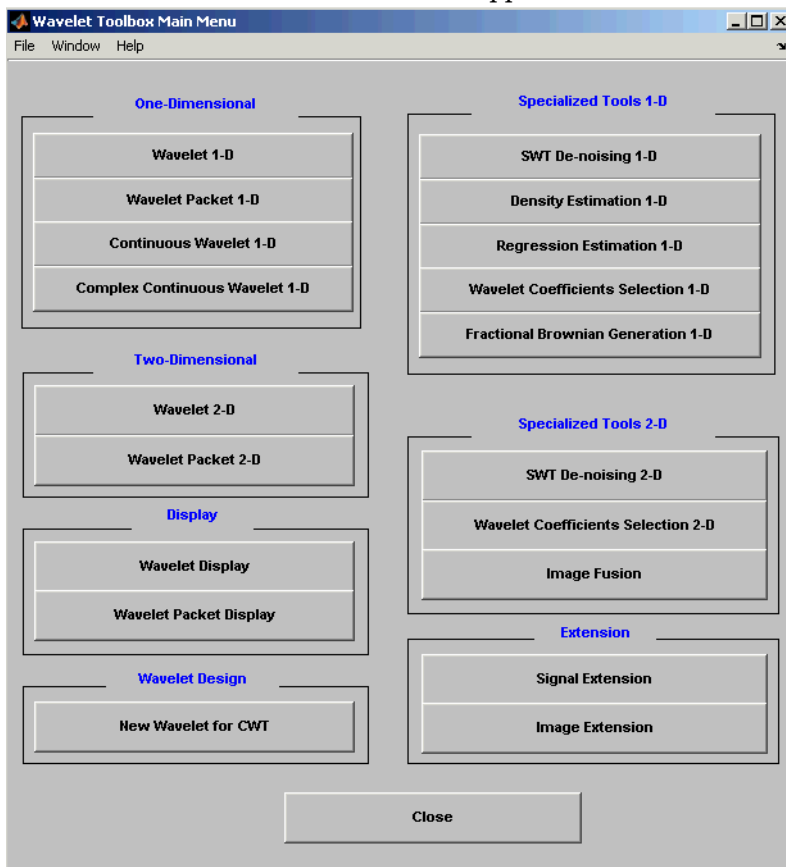 Wavelet Toolbox Main Menu
File Window Help
One-Dimensional
Wavelet 1-D
Wavelet Packet 1-D
Continuous Wavelet 1-D
Complex Continuous Wavelet 1-D
Two-Dimensional
Wavelet 2-D
Wavelet Packet 2-D
Display
Wavelet Display
Wavelet Packet Display
Wavelet Design
New Wavelet for CWT
Specialized Tools 1-D
SWT De-noising 1-D
Density Estimation 1-D
Regression Estimation 1-D
Wavelet Coefficients Selection 1-D
Fractional Brownian Generation 1-D
Specialized Tools 2-D
SWT De-noising 2-D
Wavelet Coefficients Selection 2-D
Image Fusion
Extension
Signal Extension
Image Extension
Close